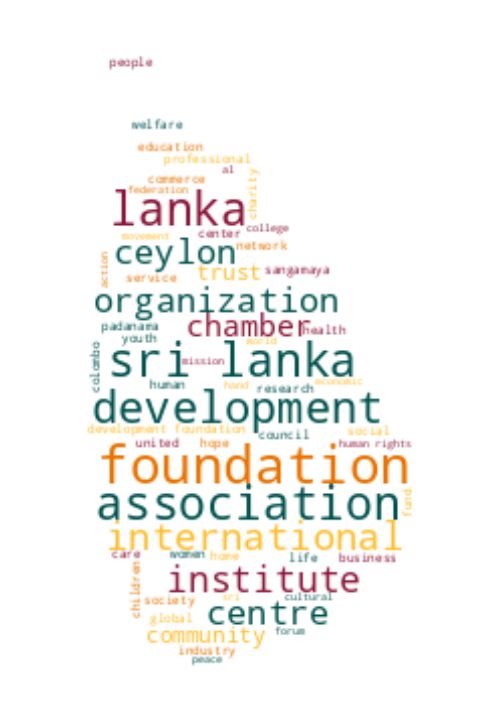 people
welfare
education
professional
al
commerce
federation
charity
lanka
college
center
movement
ceylon
network
action
trust
sangamaya
service
organization
chamber
health
padanama
youth
world
sri lanka
mission
colombo
human
hand
research
economic
development
development foundation
social
council
united
hope
human rights
foundation
association
fund
international
care
women
home
life
business
institute
children
society
sri
cultural
centre
global
community
forum
industry
peace